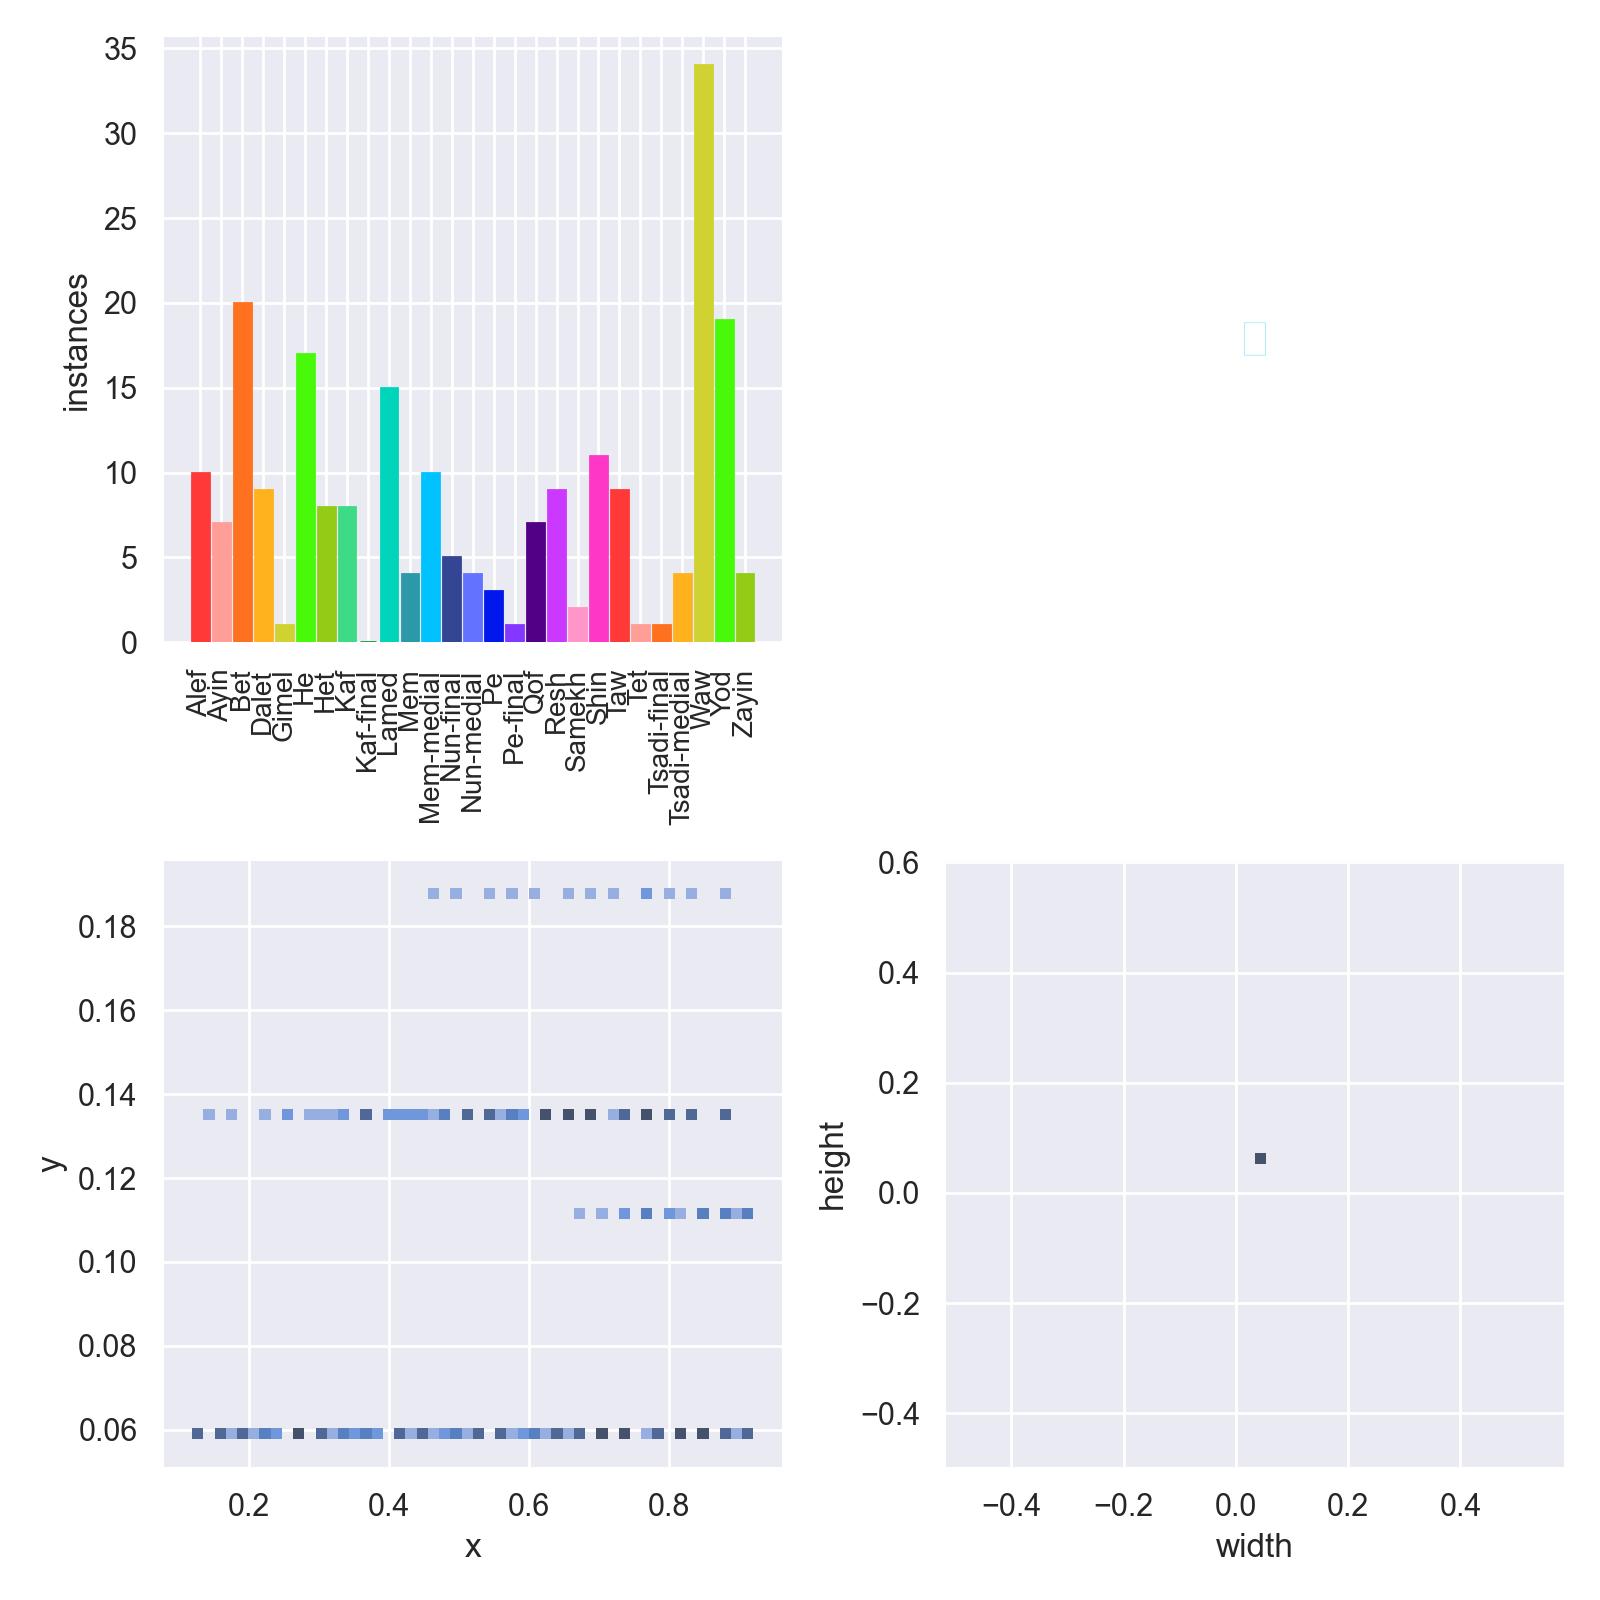 35
30
25
20
15
10
5
0
instances
Alef
Ayin
Bet
Dalet
Gimel
He
Het
Kaf
Kaf-final
Lamed
Mem
Mem-medial
Nun-final
Nun-medial
Pe
Pe-final
Qof
Resh
Samekh
Shin
Taw
Tet
Tsadi-final
Tsadi-medial
Waw
Yod
Zayin
0.18
0.16
0.14
0.12
0.10
0.08
0.06
y
0.2 0.4 0.6 0.8
x
0.6
0.4
0.2
0.0
−0.2
−0.4
height
−0.4 −0.2 0.0 0.2 0.4
width